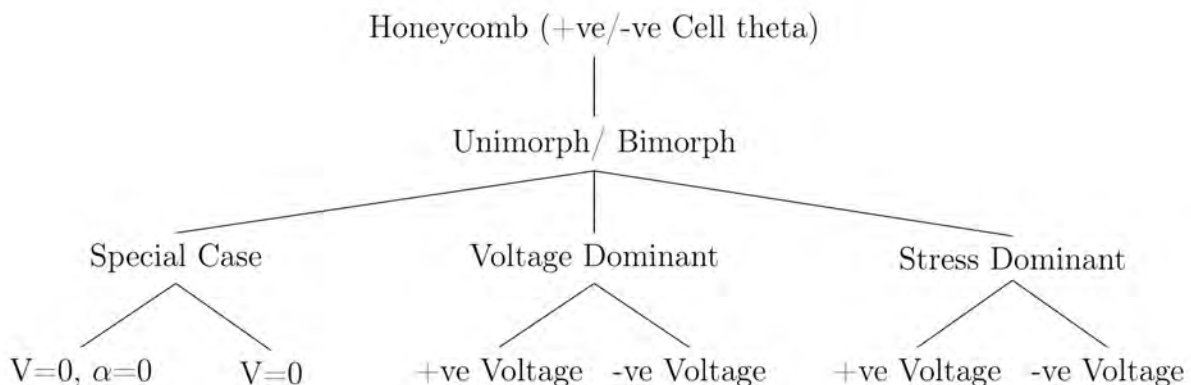 Honeycomb (+ve/-ve Cell theta)
Unimorph/ Bimorph
Special Case Voltage Dominant Stress Dominant
V=0, α=0 V=0 +ve Voltage -ve Voltage +ve Voltage -ve Voltage